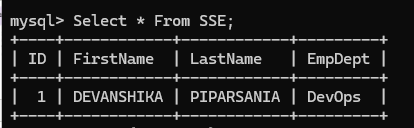 mysql> Select * From SSE;
+----+------------+------------+---------+
| ID | FirstName  | LastName   | EmpDept |
+----+------------+------------+---------+
|  1 | DEVANSHIKA | PIPARSANIA | DevOps  |
+----+------------+------------+---------+